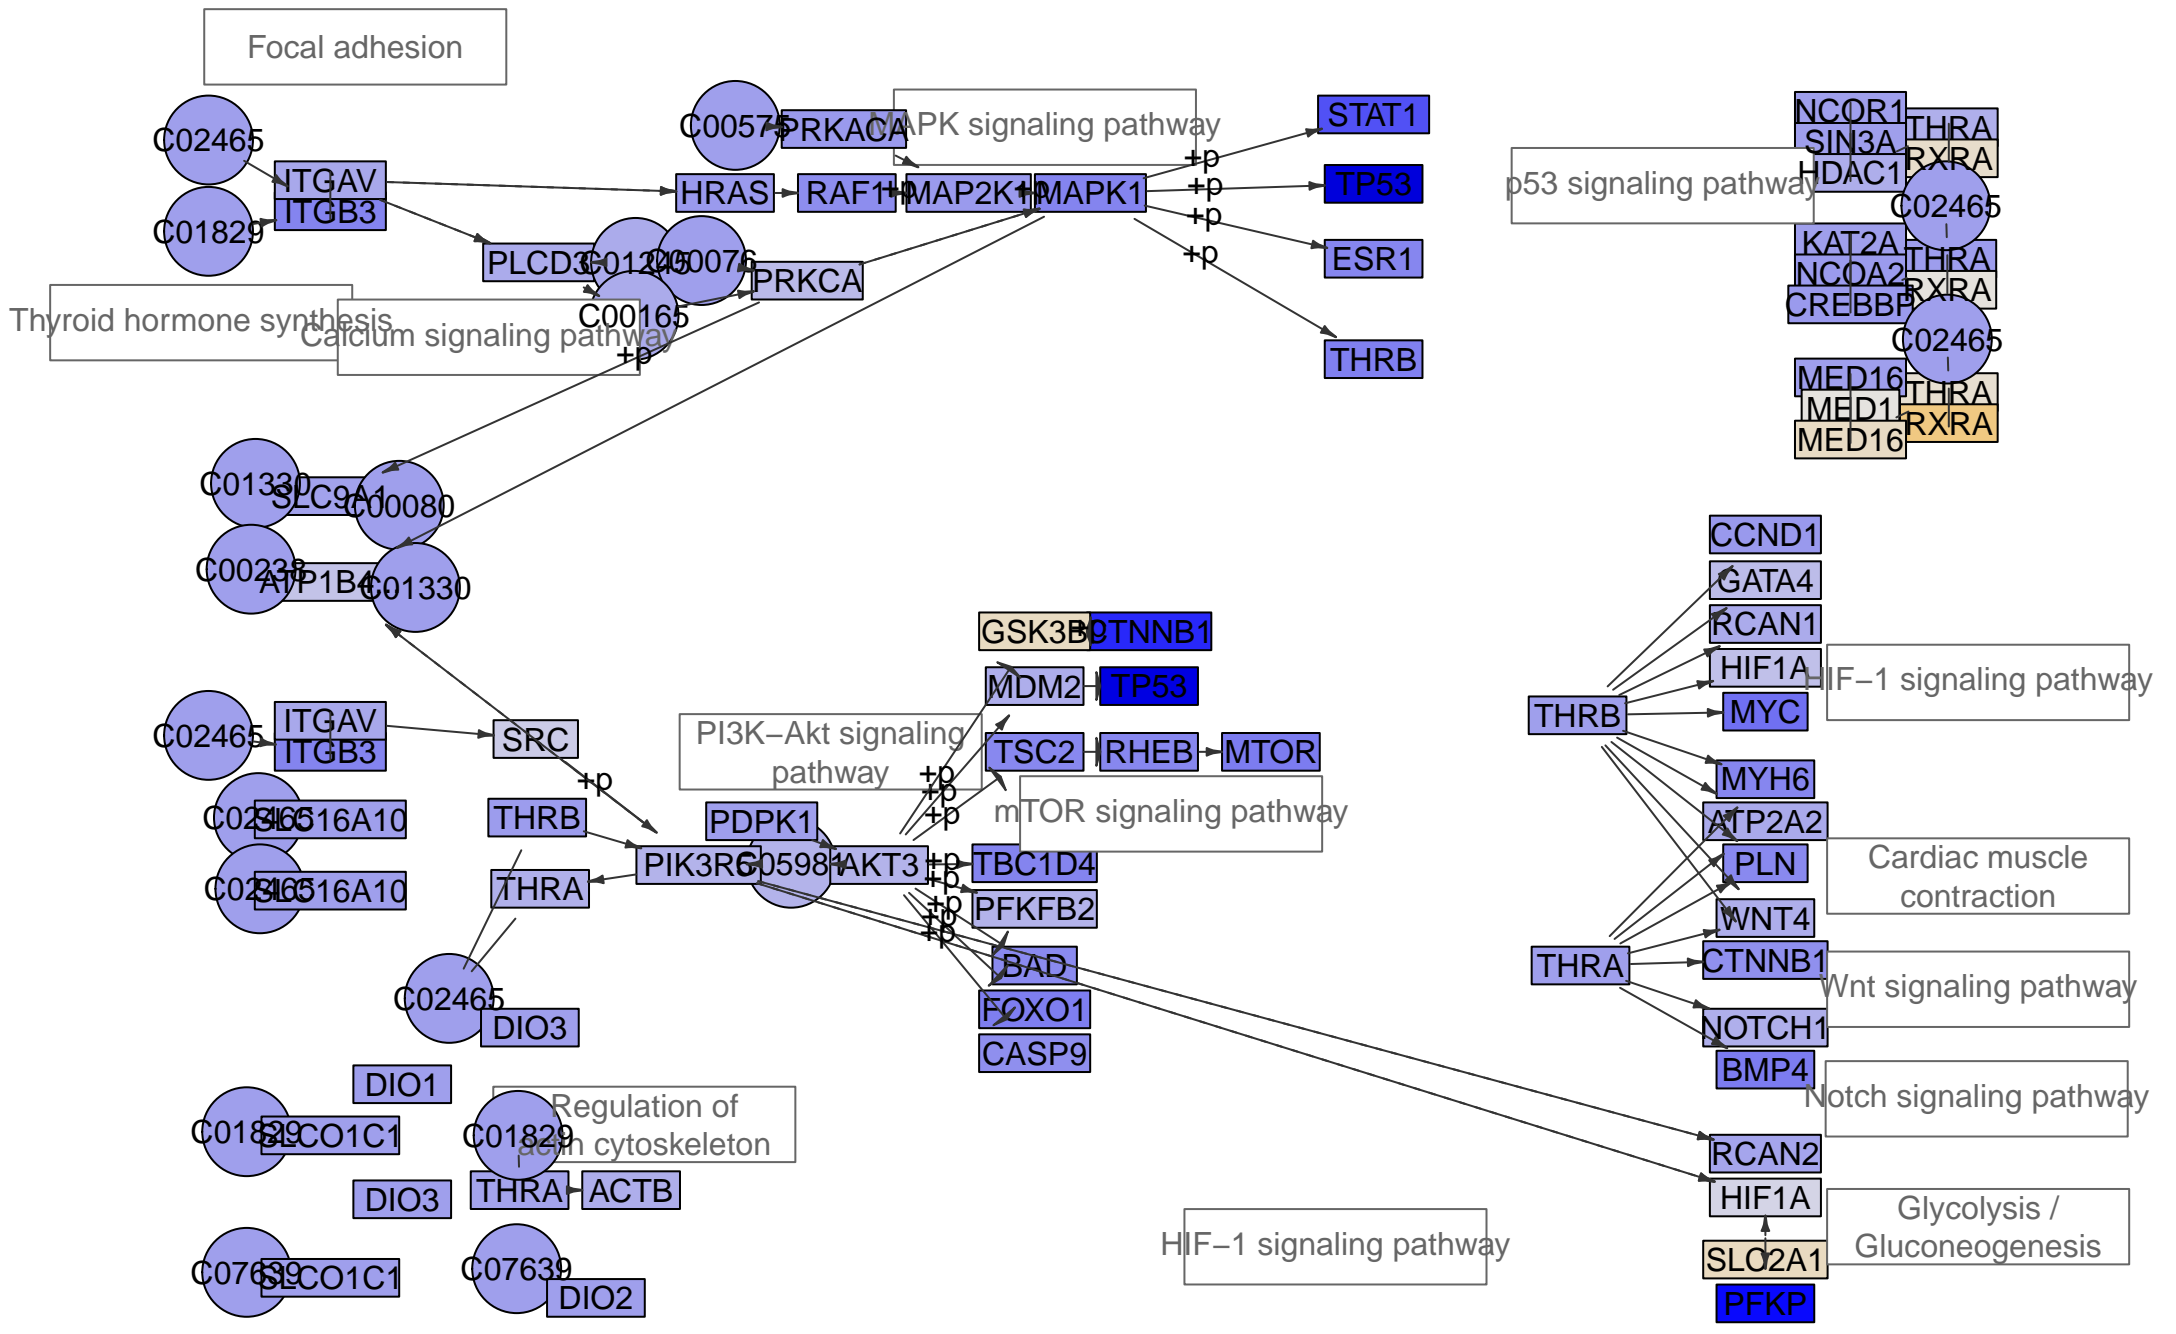 Focal adhesion
C02465
C01829
ITGAV
ITGB3
C00575
PRKACA
MAPK signaling pathway
HRAS
RAF1
+p
MAP2K1
+p
MAPK1
+p
+p
+p
+p
STAT1
TP53
ESR1
THRB
PLCD3
C01245
C00076
C00165
PRKCA
Thyroid hormone synthesis
Calcium signaling pathway
+p
p53 signaling pathway
NCOR1
SIN3A
HDAC1
THRA
RXRA
C02465
KAT2A
NCOA2
CREBBP
THRA
RXRA
C02465
MED16
MED1
MED16
THRA
RXRA
C01330
SLC9A1
C00080
C00238
ATP1B4...
C01330
CCND1
GATA4
RCAN1
HIF1A
HIF−1 signaling pathway
MYC
THRB
MYH6
ATP2A2
PLN
Cardiac muscle
contraction
WNT4
THRA
CTNNB1
Wnt signaling pathway
NOTCH1
BMP4
Notch signaling pathway
GSK3B
CTNNB1
MDM2
TP53
TSC2
RHEB
MTOR
PI3K−Akt signaling
pathway
mTOR signaling pathway
+p
+p
+p
C02465
ITGAV
ITGB3
SRC
+p
C02465
SLC16A10
C02465
SLC16A10
THRB
THRA
PDPK1
PIK3R6
C05981
AKT3
+p
+p
+p
+p
+p
TBC1D4
PFKFB2
BAD
FOXO1
CASP9
C02465
DIO3
DIO1
Regulation of
actin cytoskeleton
C01829
SLCO1C1
C01829
DIO3
THRA
ACTB
C07639
SLCO1C1
C07639
DIO2
HIF−1 signaling pathway
RCAN2
HIF1A
SLC2A1
PFKP
Glycolysis /
Gluconeogenesis